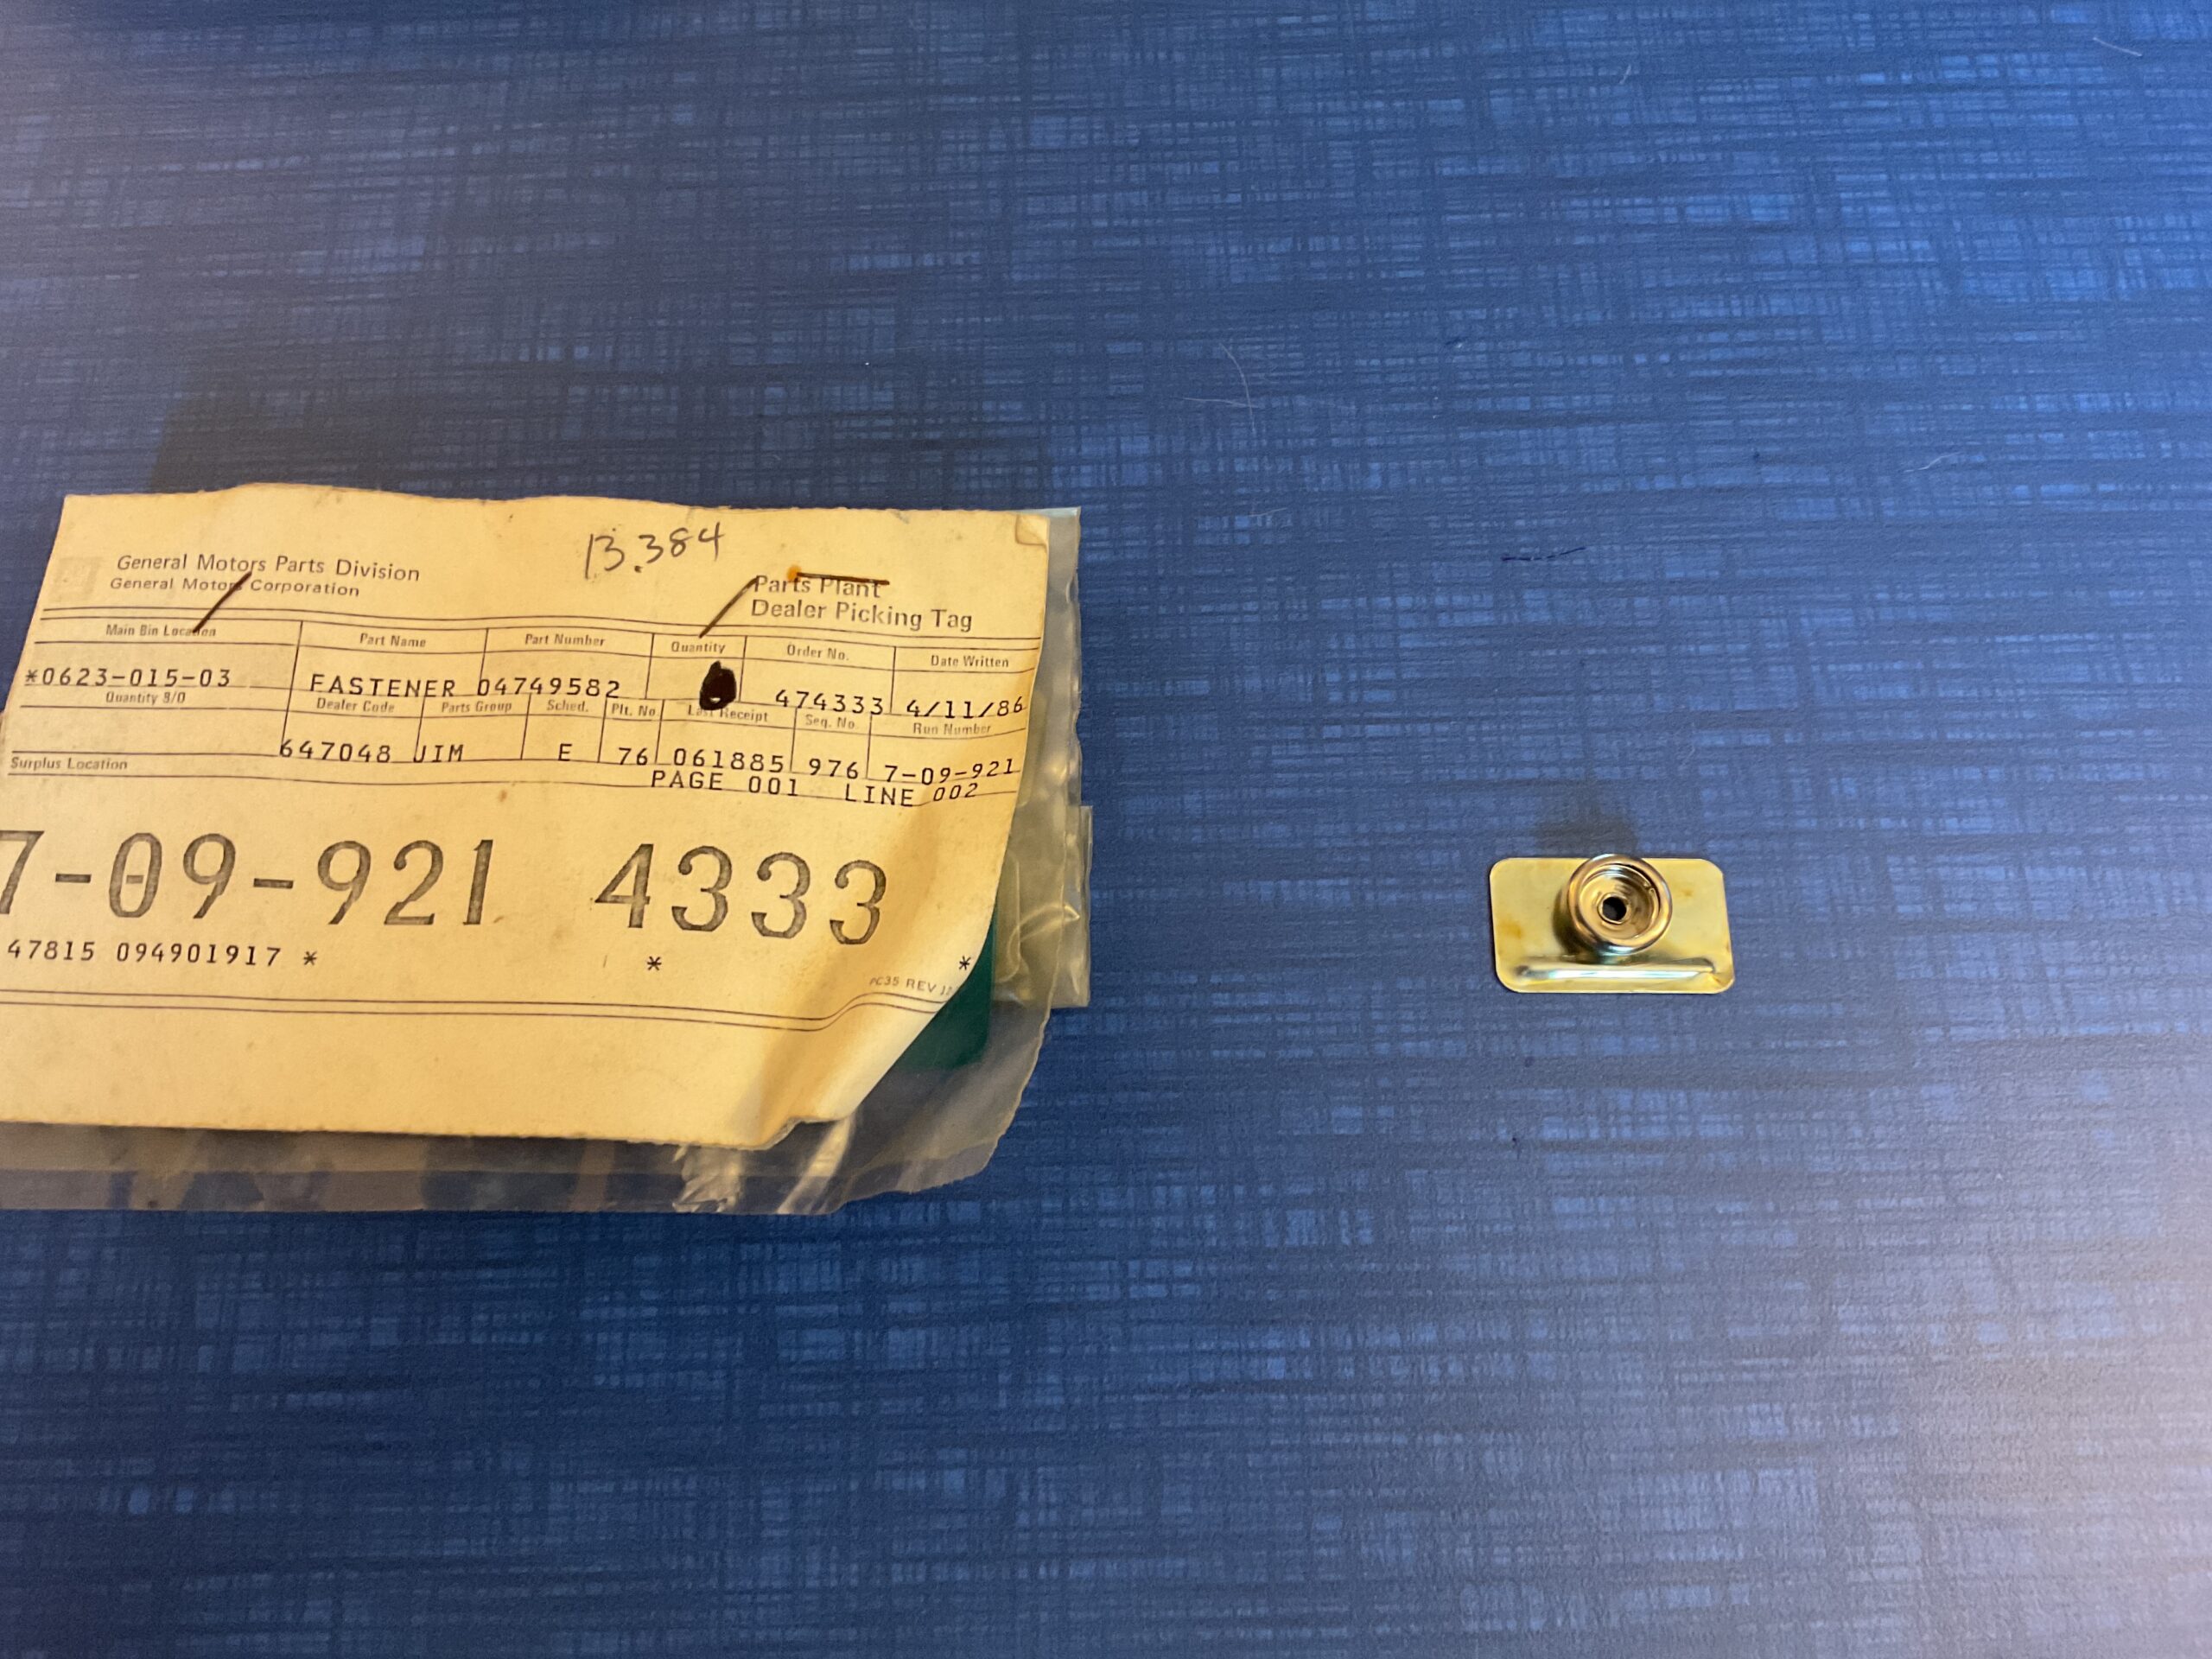 13.384
General Motors Parts Division
General Motors Corporation
Parts Plant
Dealer Picking Tag
Main Bin Location Part Name Part Number Quantity Order No. Date Written
*0623-015-03 FASTENER 04749582 474333 4/11/86
Quantity B/O Dealer Code Parts Group Sched. Plt. No Last Receipt Seq. No. Run Number
647048 JIM E 76 061885 976 7-09-921
Surplus Location
PAGE 001 LINE 002
7-09-921 4333
47815 094901917 * * *
PC35 REV